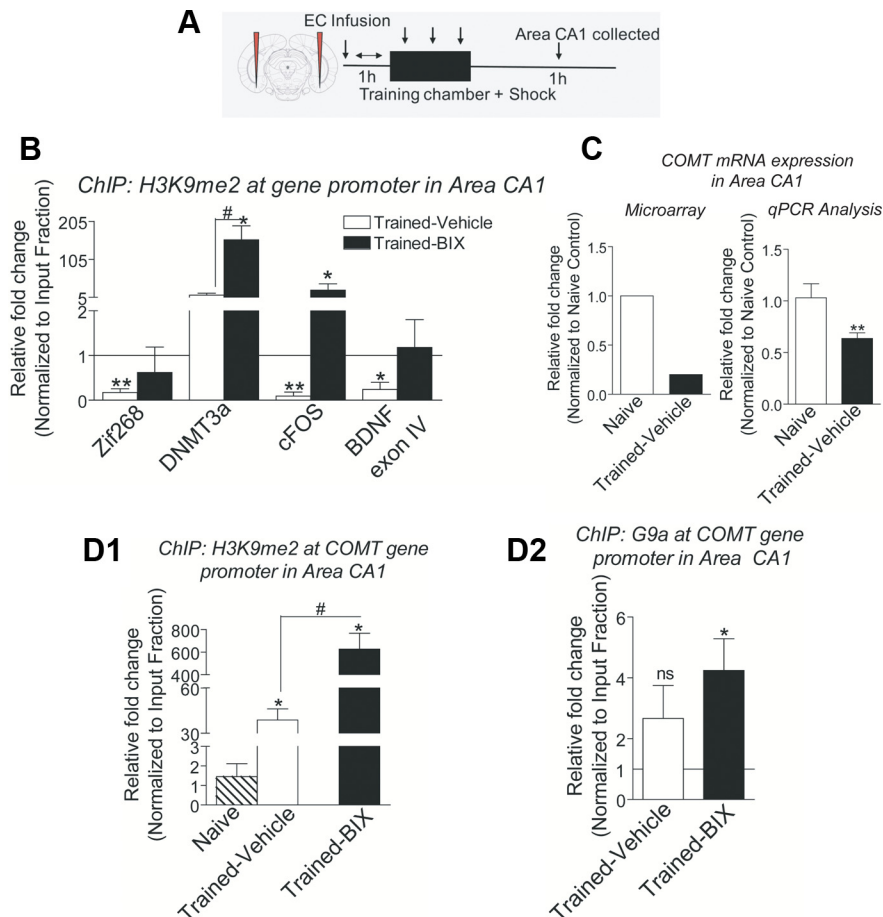 A
EC Infusion
Area CA1 collected
1h
1h
Training chamber + Shock
B
ChIP: H3K9me2 at gene promoter in Area CA1
Relative fold change
(Normalized to Input Fraction)
205
105
5
2
1
0
#
*
*
**
**
*
Trained-Vehicle
Trained-BIX
Zif268
DNMT3a
cFOS
BDNF
exon IV
C
COMT mRNA expression
in Area CA1
Microarray
Relative fold change
(Normalized to Naive Control)
1.5
1.0
0.5
0.0
Naive
Trained-Vehicle
qPCR Analysis
Relative fold change
(Normalized to Naive Control)
1.5
1.0
0.5
0.0
**
Naive
Trained-Vehicle
D1
ChIP: H3K9me2 at COMT gene
promoter in Area CA1
Relative fold change
(Normalized to Input Fraction)
800
600
400
60
30
3
2
1
0
#
*
*
Naive
Trained-Vehicle
Trained-BIX
D2
ChIP: G9a at COMT gene
promoter in Area CA1
Relative fold change
(Normalized to Input Fraction)
6
4
2
1
0
ns
*
Trained-Vehicle
Trained-BIX